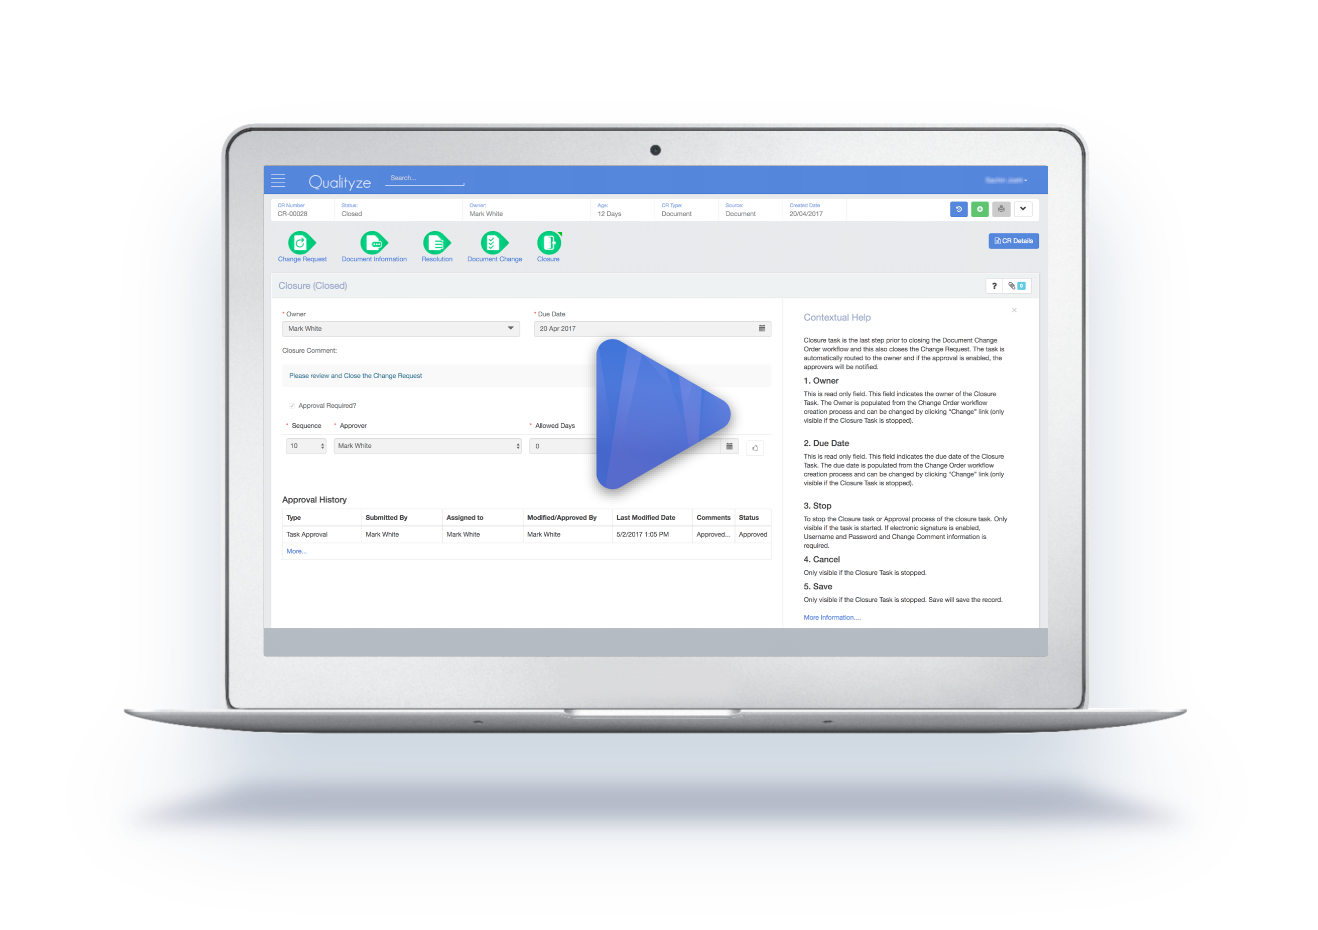 Qualityze
Search...
CR Number
CR-00028
Status:
Closed
Owner:
Mark White
Age:
12 Days
CR Type:
Document
Source:
Document
Created Date
20/04/2017
Change Request
Document Information
Resolution
Document Change
Closure
CR Details
Closure (Closed)
?
0
* Owner
Mark White
* Due Date
20 Apr 2017
Closure Comment:
Please review and Close the Change Request
Approval Required?
* Sequence * Approver * Allowed Days
10 Mark White 0
Approval History
Type Submitted By Assigned to Modified/Approved By Last Modified Date Comments Status
Task Approval Mark White Mark White Mark White 5/2/2017 1:05 PM Approved... Approved
More...
Contextual Help
Closure task is the last step prior to closing the Document Change
Order workflow and this also closes the Change Request. The task is
automatically routed to the owner and if the approval is enabled, the
approvers will be notified.
1. Owner
This is read only field. This field indicates the owner of the Closure
Task. The Owner is populated from the Change Order workflow
creation process and can be changed by clicking “Change” link (only
visible if the Closure Task is stopped).
2. Due Date
This is read only field. This field indicates the due date of the Closure
Task. The due date is populated from the Change Order workflow
creation process and can be changed by clicking “Change” link (only
visible if the Closure Task is stopped).
3. Stop
To stop the Closure task or Approval process of the closure task. Only
visible if the task is started. If electronic signature is enabled,
Username and Password and Change Comment information is
required.
4. Cancel
Only visible if the Closure Task is stopped.
5. Save
Only visible if the Closure Task is stopped. Save will save the record.
More Information....